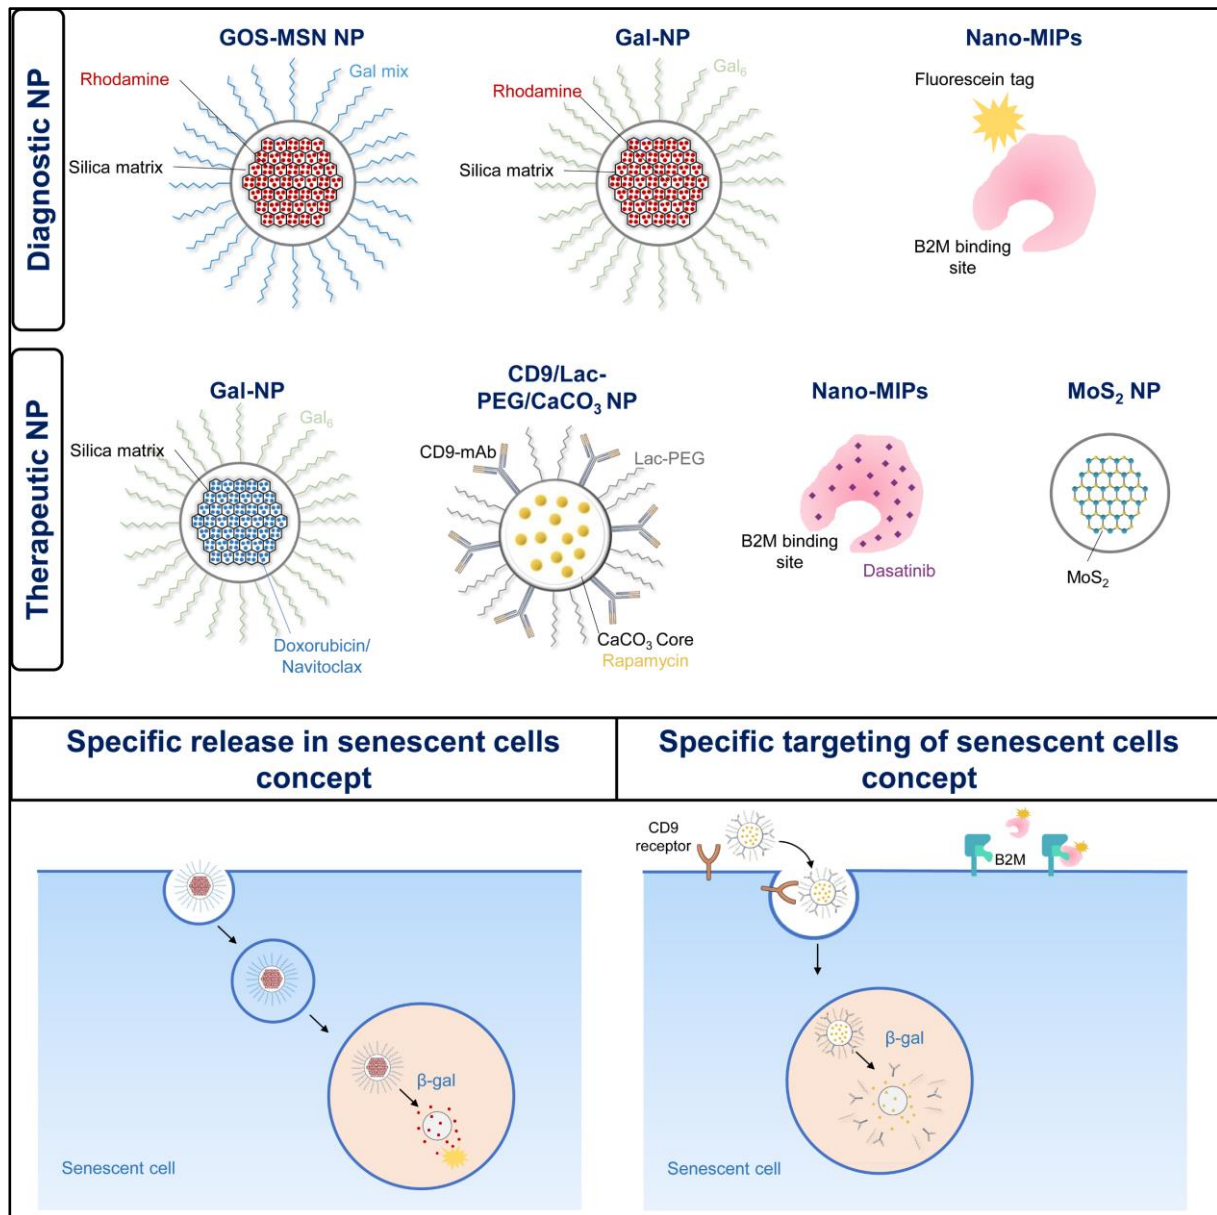 Diagnostic NP
GOS-MSN NP
Rhodamine
Gal mix
Silica matrix
Gal-NP
Gal₆
Rhodamine
Silica matrix
Nano-MIPs
Fluorescein tag
B2M binding
site
Therapeutic NP
Gal-NP
Gal₆
Silica matrix
Doxorubicin/
Navitoclax
CD9/Lac-
PEG/CaCO₃ NP
CD9-mAb
Lac-PEG
CaCO₃ Core
Rapamycin
Nano-MIPs
B2M binding
site
Dasatinib
MoS₂ NP
MoS₂
Specific release in senescent cells
concept
β-gal
Senescent cell
Specific targeting of senescent cells
concept
CD9
receptor
B2M
β-gal
Senescent cell